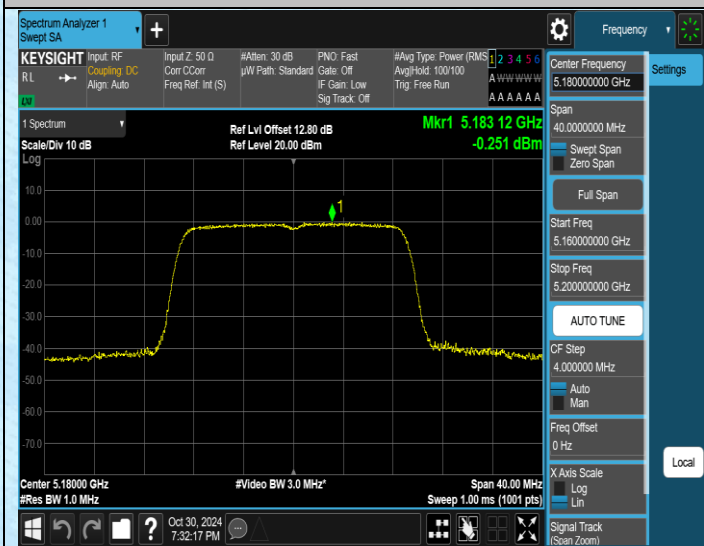 Spectrum Analyzer 1
Swept SA
Frequency
KEYSIGHT
R L
Input: RF
Coupling: DC
Align: Auto
Input Z: 50 Ω
Corr CCorr
Freq Ref: Int (S)
#Atten: 30 dB
µW Path: Standard
PNO: Fast
Gate: Off
IF Gain: Low
Sig Track: Off
#Avg Type: Power (RMS
Avg|Hold: 100/100
Trig: Free Run
1 2 3 4 5 6
A W W W W W
A A A A A A
1 Spectrum
Scale/Div 10 dB
Log
Ref Lvl Offset 12.80 dB
Ref Level 20.00 dBm
Mkr1 5.183 12 GHz
-0.251 dBm
10.0
0.00
-10.0
-20.0
-30.0
-40.0
-50.0
-60.0
-70.0
1
Center 5.18000 GHz
#Res BW 1.0 MHz
#Video BW 3.0 MHz*
Span 40.00 MHz
Sweep 1.00 ms (1001 pts)
Oct 30, 2024
7:32:17 PM
Center Frequency
5.180000000 GHz
Span
40.0000000 MHz
Swept Span
Zero Span
Full Span
Start Freq
5.160000000 GHz
Stop Freq
5.200000000 GHz
AUTO TUNE
CF Step
4.000000 MHz
Auto
Man
Freq Offset
0 Hz
X Axis Scale
Log
Lin
Signal Track
(Span Zoom)
Settings
Local